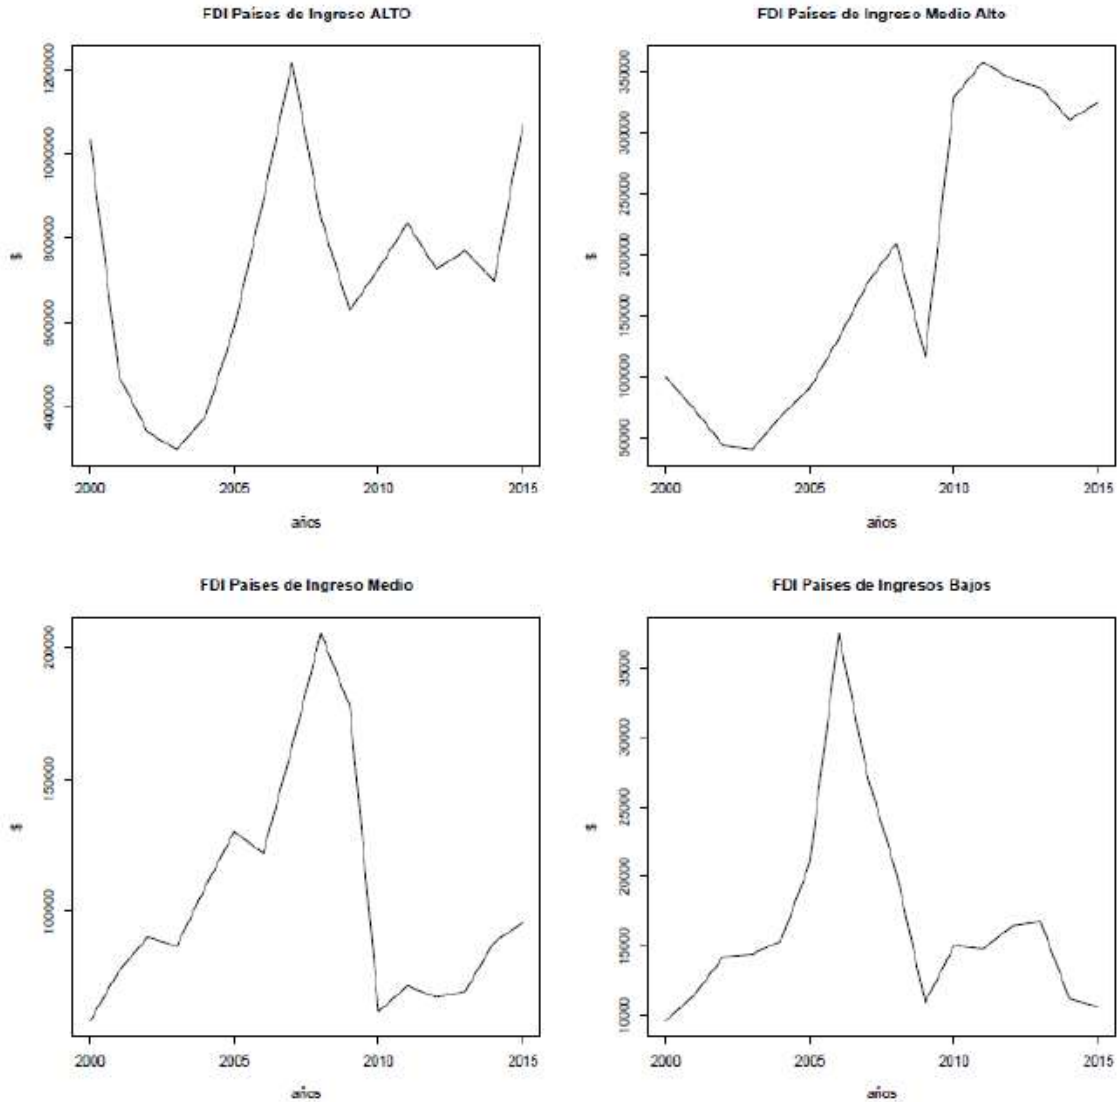 FDI Países de Ingreso ALTO
1200000
1000000
800000
600000
400000
$
2000 2005 2010 2015
años
FDI Países de Ingreso Medio Alto
350000
300000
250000
200000
150000
100000
50000
$
2000 2005 2010 2015
años
FDI Países de Ingreso Medio
200000
150000
100000
$
2000 2005 2010 2015
años
FDI Países de Ingresos Bajos
35000
30000
25000
20000
15000
10000
$
2000 2005 2010 2015
años